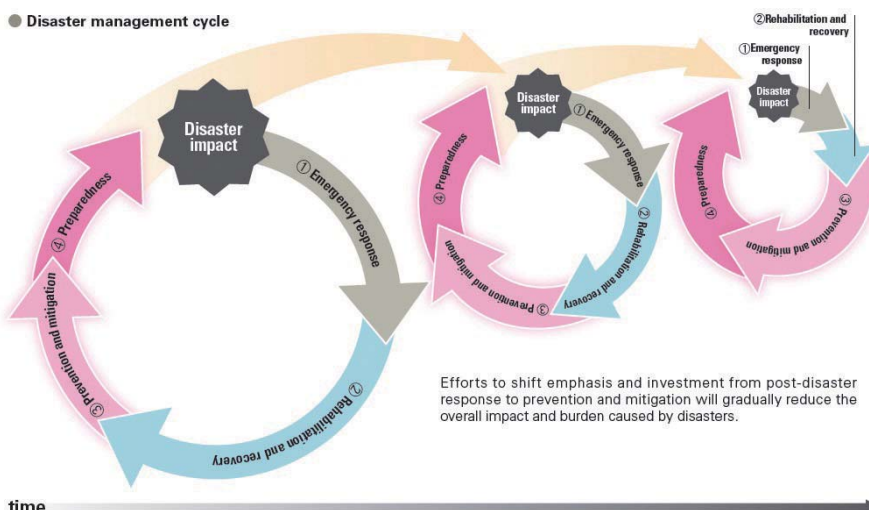 Disaster management cycle
Disaster
impact
① Emergency response
② Rehabilitation and recovery
③ Prevention and mitigation
④ Preparedness
Disaster
impact
① Emergency response
② Rehabilitation and recovery
③ Prevention and mitigation
④ Preparedness
②Rehabilitation and
recovery
①Emergency
response
Disaster
impact
③ Prevention and mitigation
④ Preparedness
Efforts to shift emphasis and investment from post-disaster
response to prevention and mitigation will gradually reduce the
overall impact and burden caused by disasters.
time